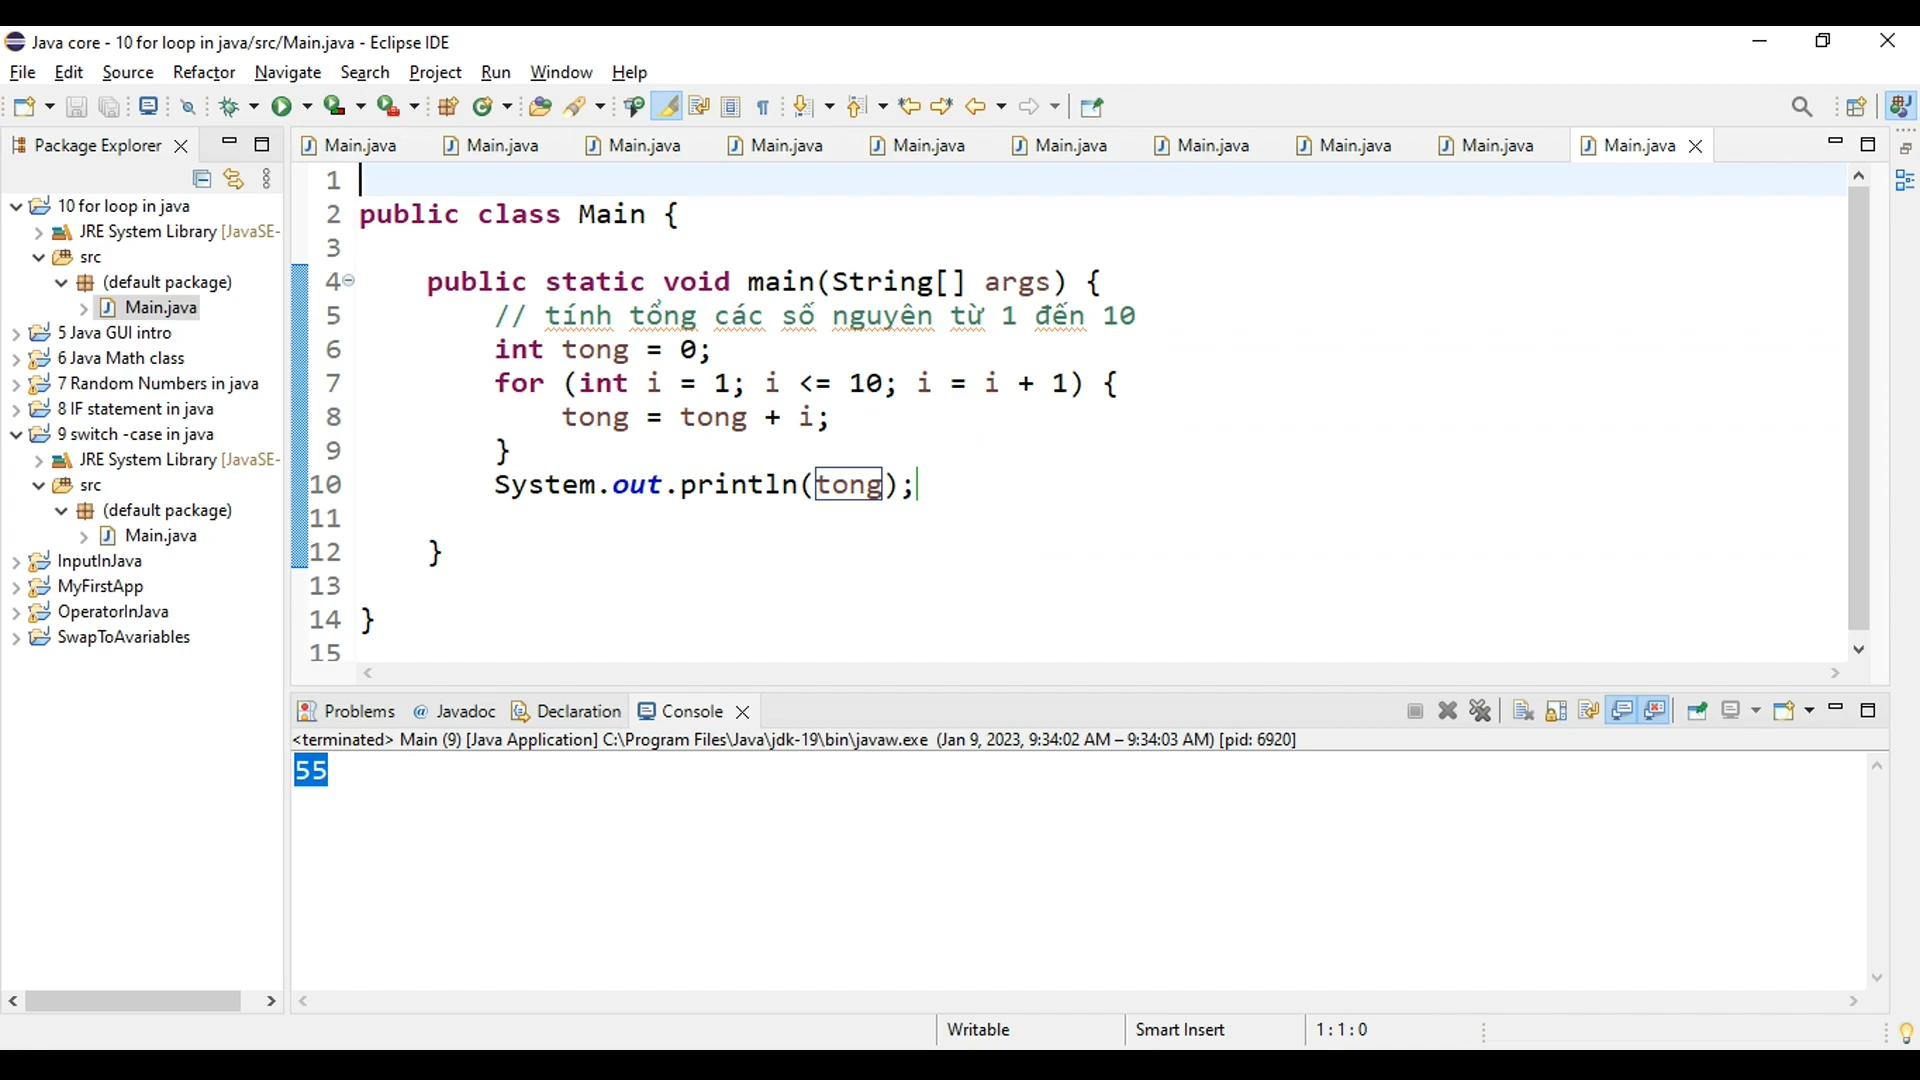 Java core - 10 for loop in java/src/Main.java - Eclipse IDE
File Edit Source Refactor Navigate Search Project Run Window Help
Package Explorer
10 for loop in java
JRE System Library [JavaSE-
src
(default package)
Main.java
5 Java GUI intro
6 Java Math class
7 Random Numbers in java
8 IF statement in java
9 switch -case in java
JRE System Library [JavaSE-
src
(default package)
Main.java
InputInJava
MyFirstApp
OperatorInJava
SwapToAvariables
Main.java Main.java Main.java Main.java Main.java Main.java Main.java Main.java Main.java Main.java
1
2 public class Main {
3
4 public static void main(String[] args) {
5 // tính tổng các số nguyên từ 1 đến 10
6 int tong = 0;
7 for (int i = 1; i <= 10; i = i + 1) {
8 tong = tong + i;
9 }
10 System.out.println(tong);
11
12 }
13
14 }
15
Problems Javadoc Declaration Console
<terminated> Main (9) [Java Application] C:\Program Files\Java\jdk-19\bin\javaw.exe (Jan 9, 2023, 9:34:02 AM – 9:34:03 AM) [pid: 6920]
55
Writable Smart Insert 1 : 1 : 0